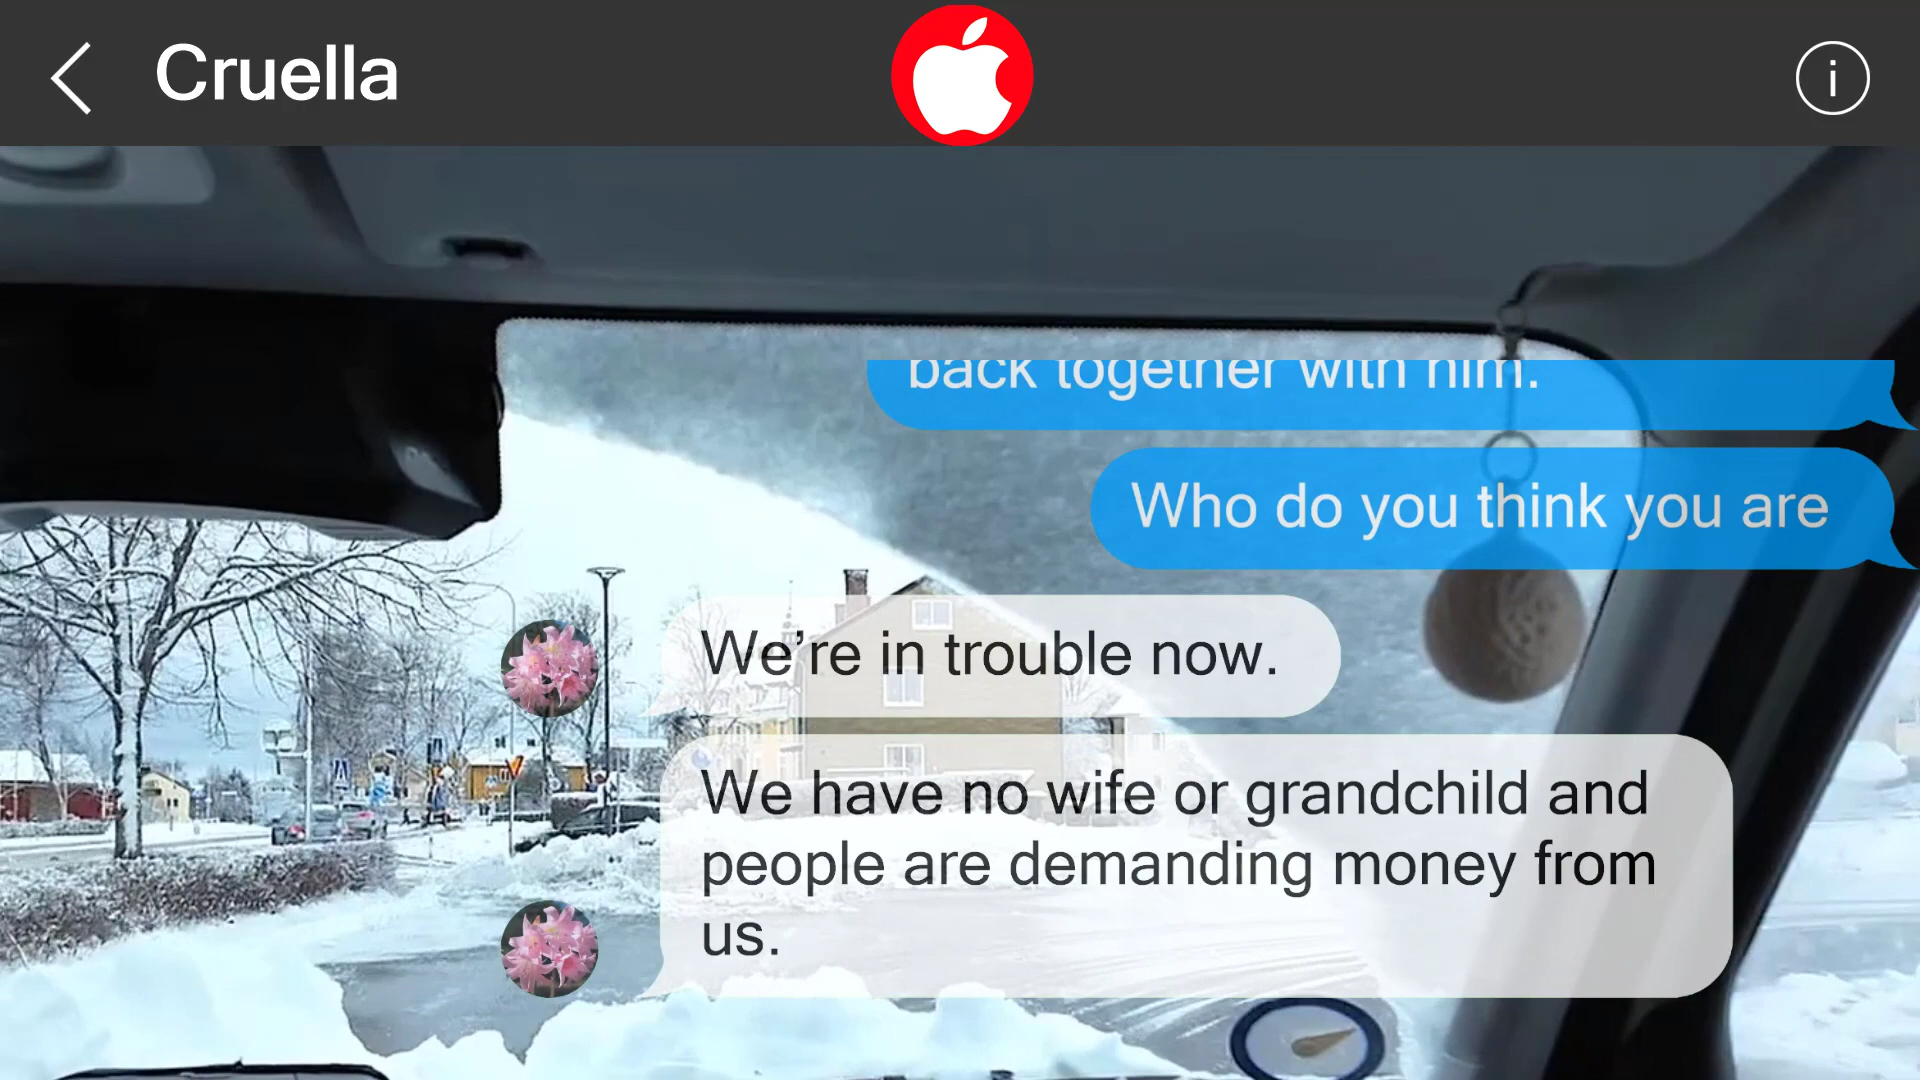 Cruella
back together with him.
Who do you think you are
We’re in trouble now.
We have no wife or grandchild and
people are demanding money from
us.